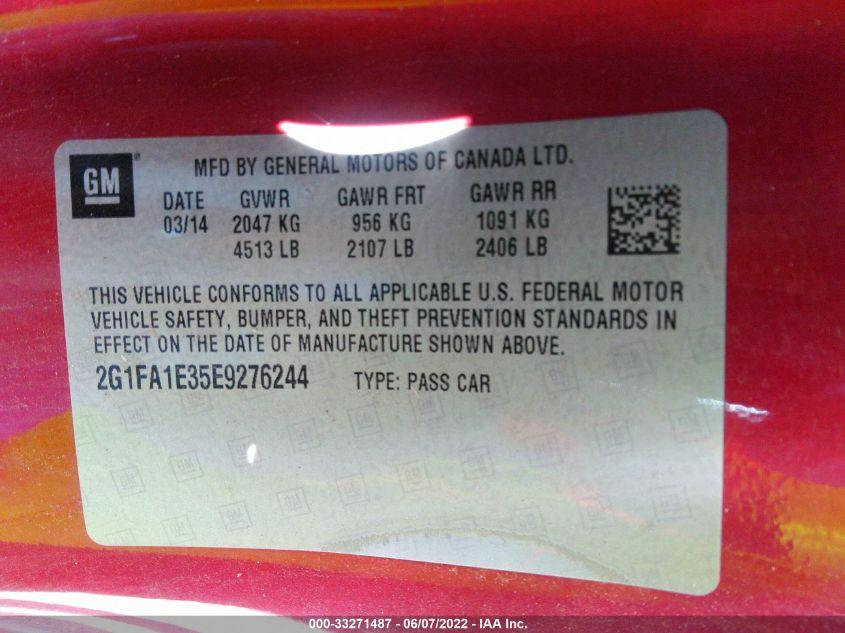 GM
MFD BY GENERAL MOTORS OF CANADA LTD.
DATE GVWR GAWR FRT GAWR RR
03/14 2047 KG 956 KG 1091 KG
4513 LB 2107 LB 2406 LB
THIS VEHICLE CONFORMS TO ALL APPLICABLE U.S. FEDERAL MOTOR
VEHICLE SAFETY, BUMPER, AND THEFT PREVENTION STANDARDS IN
EFFECT ON THE DATE OF MANUFACTURE SHOWN ABOVE.
2G1FA1E35E9276244 TYPE: PASS CAR
000-33271487 - 06/07/2022 - IAA Inc.